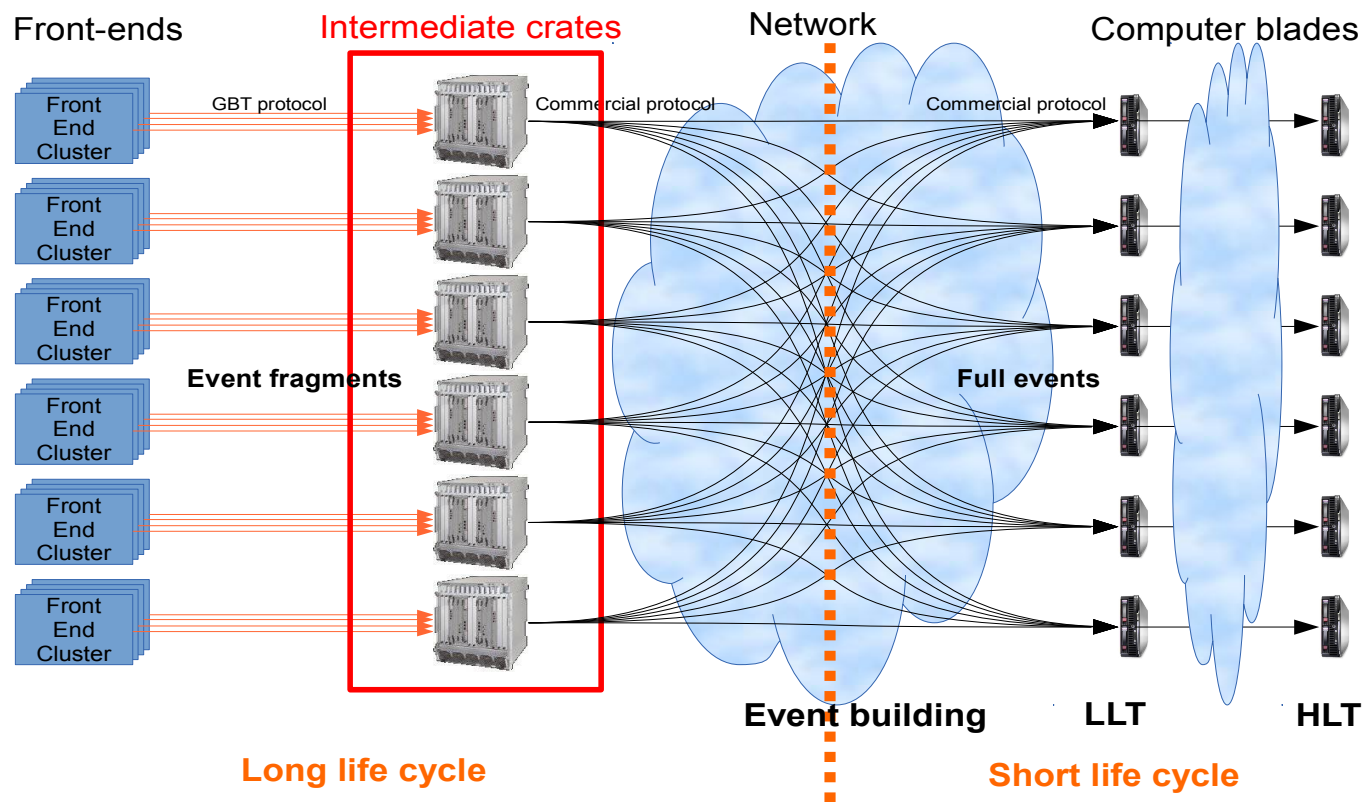 Front-ends
Intermediate crates
Network
Computer blades
GBT protocol
Commercial protocol
Commercial protocol
Front
End
Cluster
Front
End
Cluster
Front
End
Cluster
Event fragments
Full events
Front
End
Cluster
Front
End
Cluster
Front
End
Cluster
Event building
LLT
HLT
Long life cycle
Short life cycle